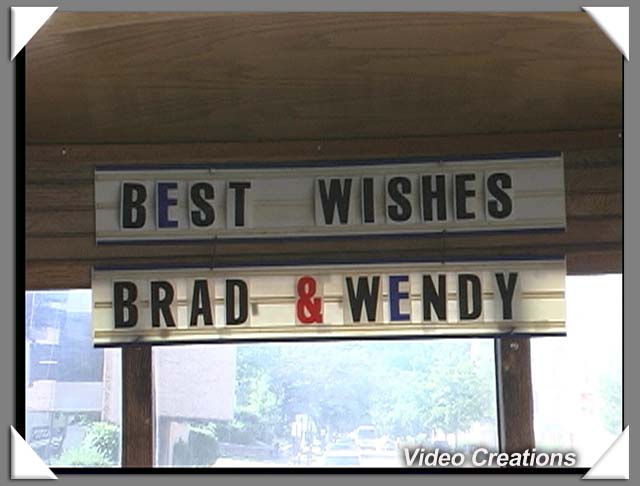 BEST WISHES
BRAD & WENDY
Video Creations